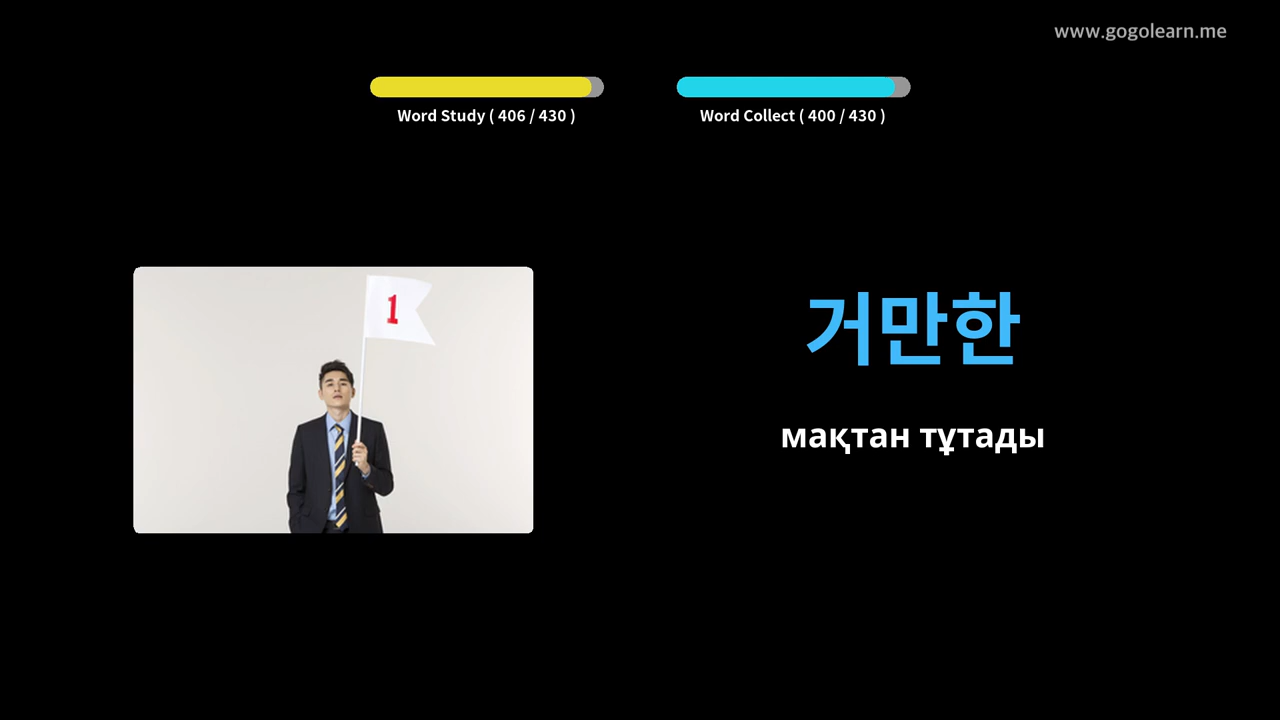 www.gogolearn.me
Word Study ( 406 / 430 )
Word Collect ( 400 / 430 )
1
거만한
мақтан тұтады